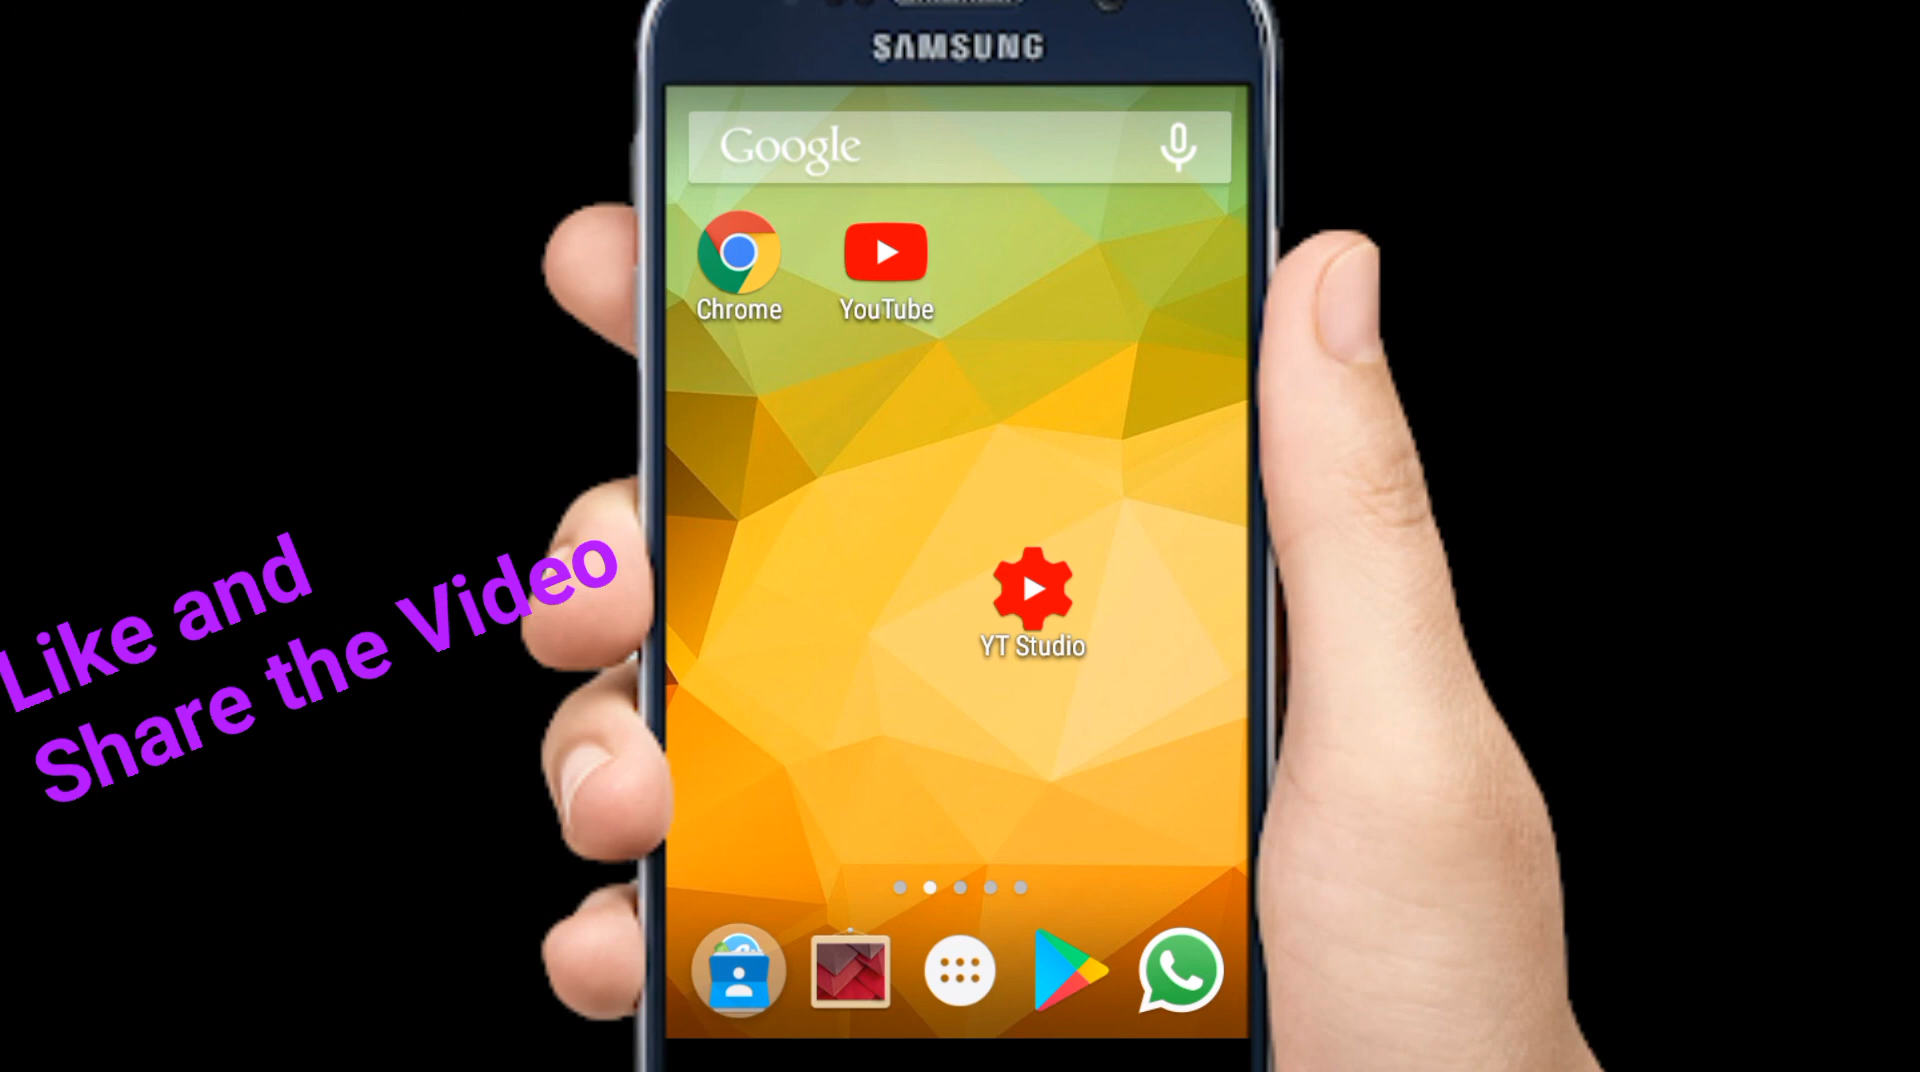 SAMSUNG
Google
Chrome
YouTube
Like and
Share the Video
YT Studio